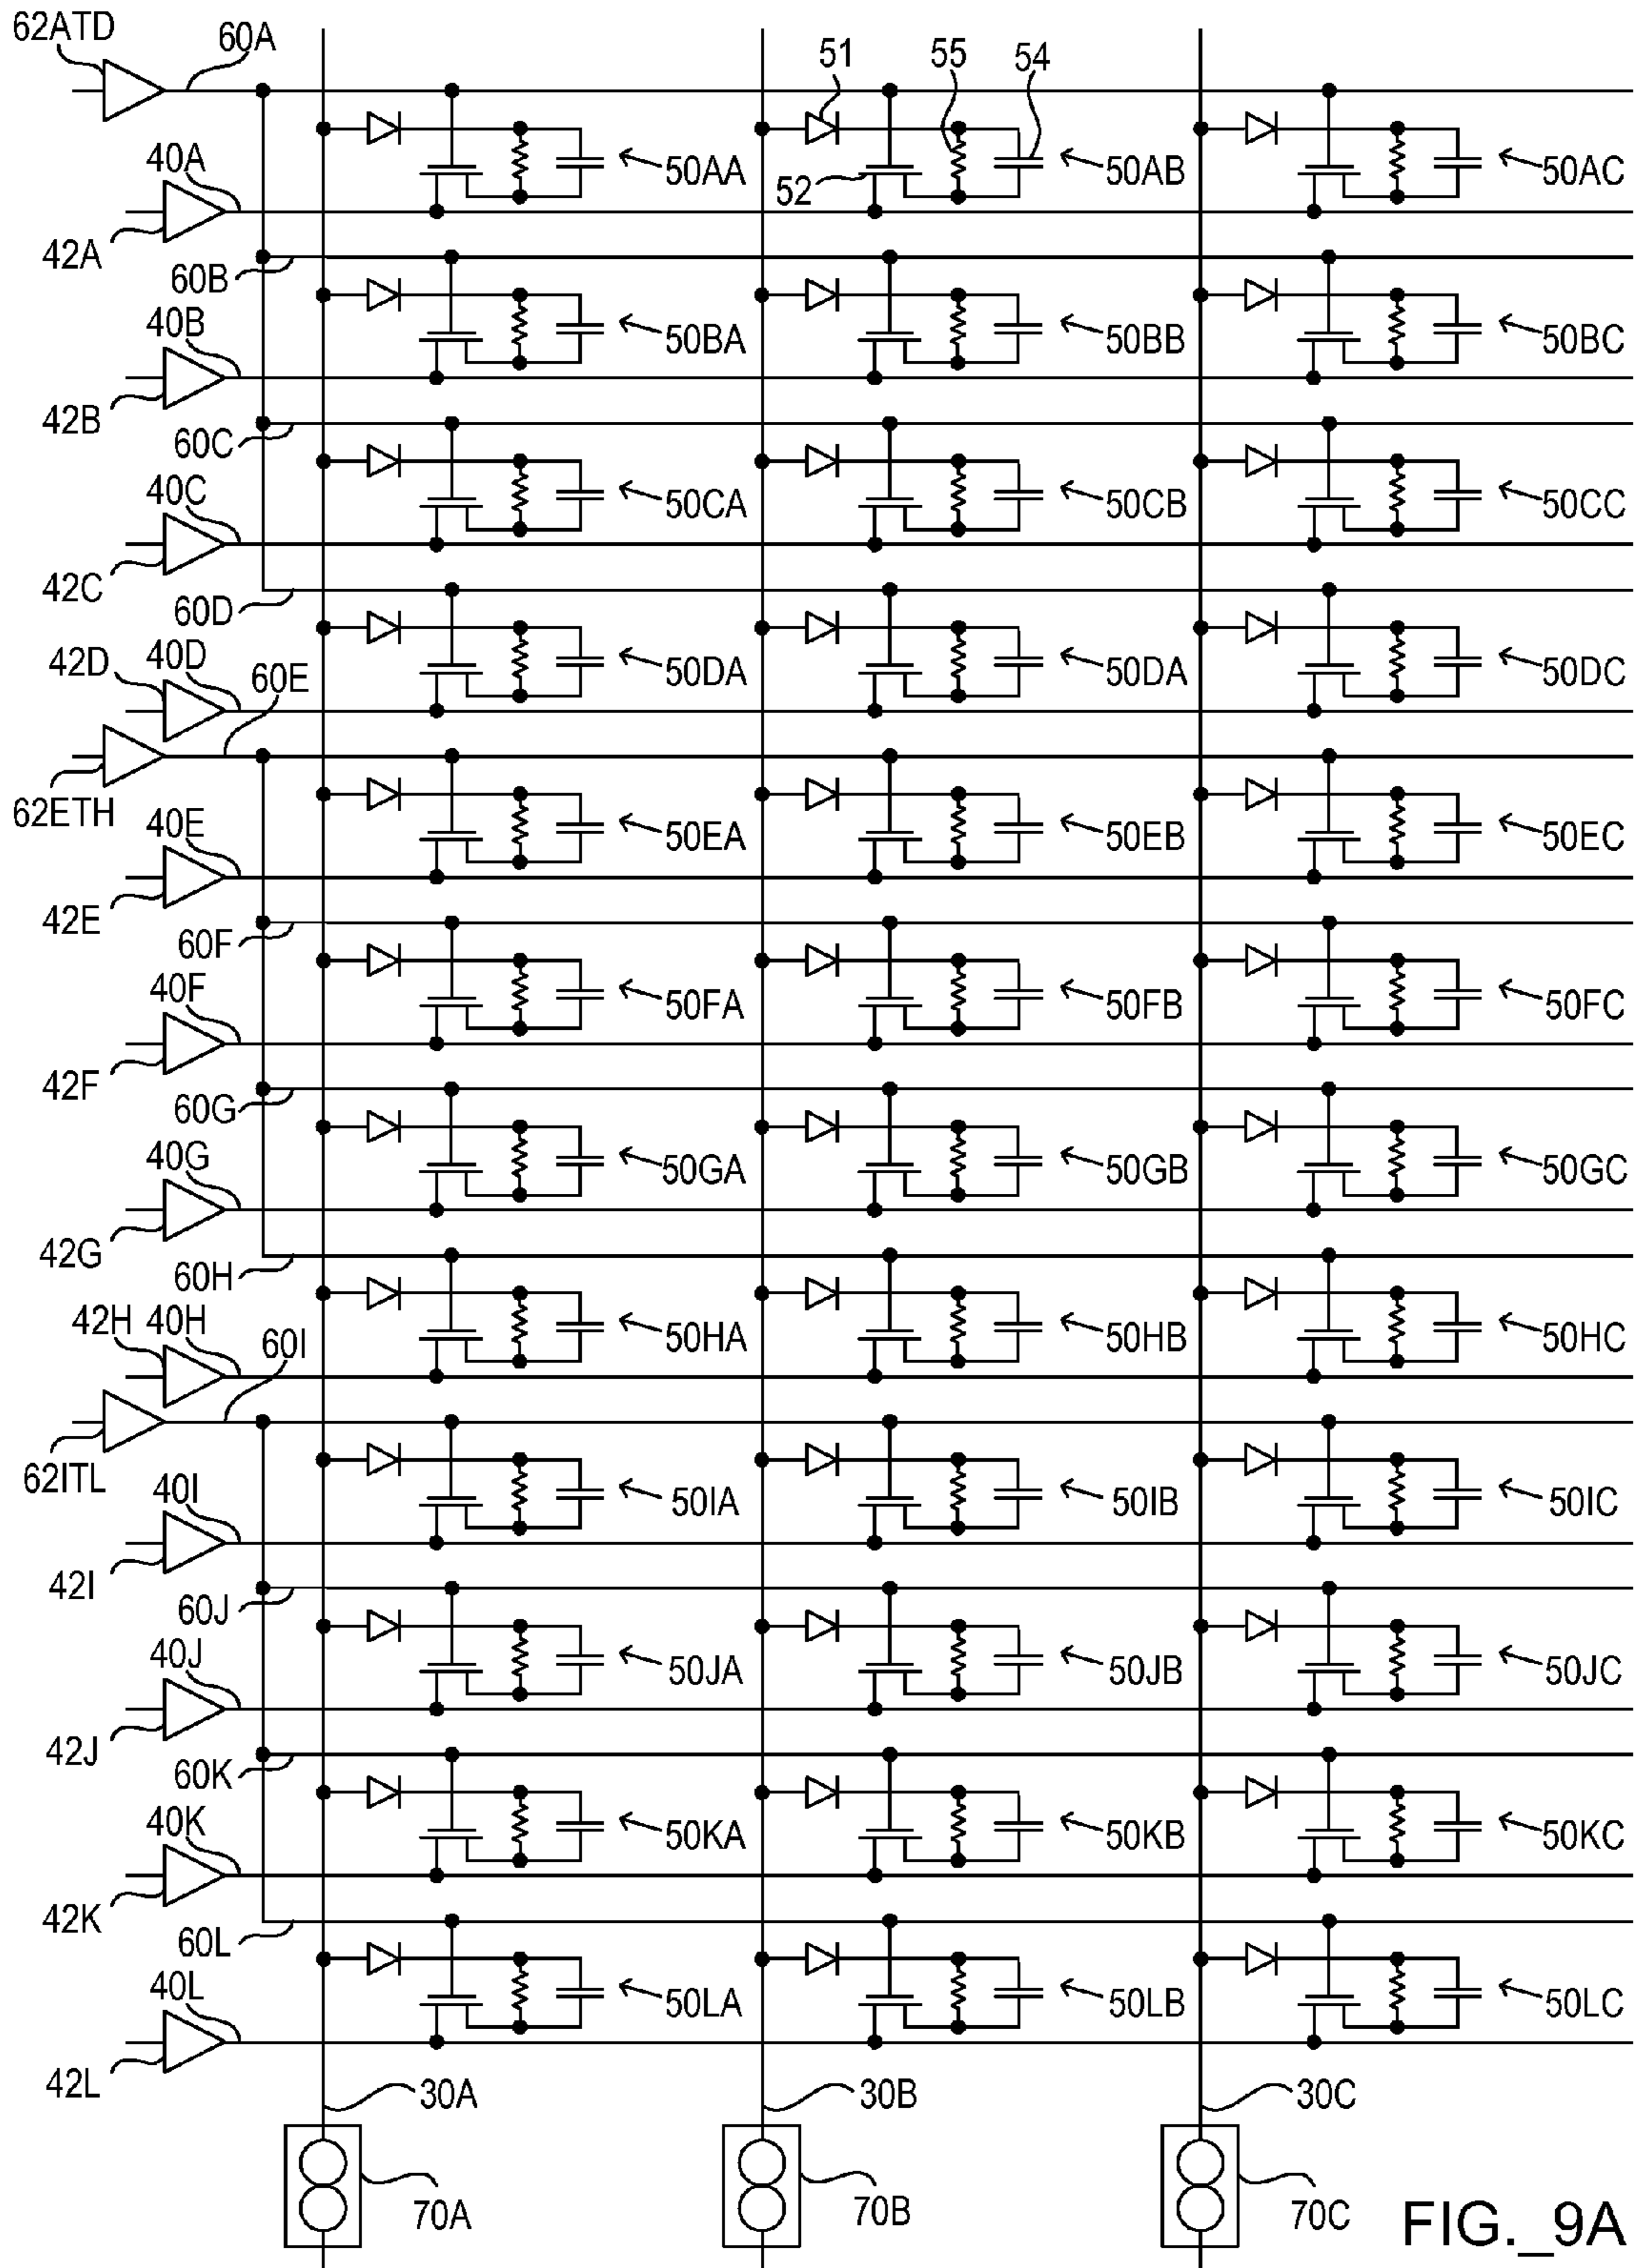 62ATD
60A
51 55 54
40A
50AA 52 50AB 50AC
42A
60B
40B
50BA 50BB 50BC
42B
60C
40C
50CA 50CB 50CC
42C
60D
42D 40D 60E
50DA 50DA 50DC
62ETH
40E
50EA 50EB 50EC
42E
60F
40F
50FA 50FB 50FC
42F
60G
40G
50GA 50GB 50GC
42G
60H
42H 40H 60I
50HA 50HB 50HC
62ITL
40I
50IA 50IB 50IC
42I
60J
40J
50JA 50JB 50JC
42J
60K
40K
50KA 50KB 50KC
42K
60L
40L
50LA 50LB 50LC
42L
30A 30B 30C
70A 70B 70C
FIG._9A